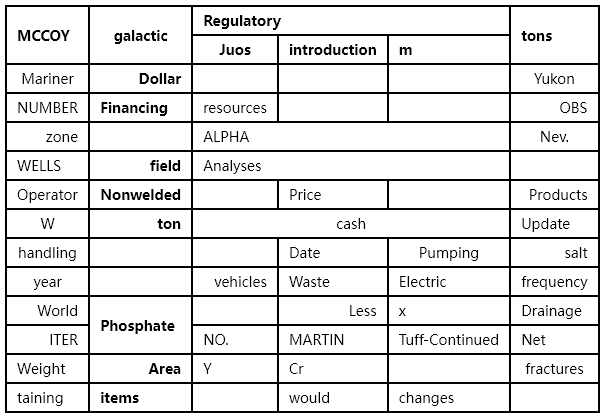 MCCOY galactic Regulatory tons
Juos introduction m
Mariner Dollar Yukon
NUMBER Financing resources OBS
zone ALPHA Nev.
WELLS field Analyses
Operator Nonwelded Price Products
W ton cash Update
handling Date Pumping salt
year vehicles Waste Electric frequency
World Phosphate Less x Drainage
ITER NO. MARTIN Tuff-Continued Net
Weight Area Y Cr fractures
taining items would changes